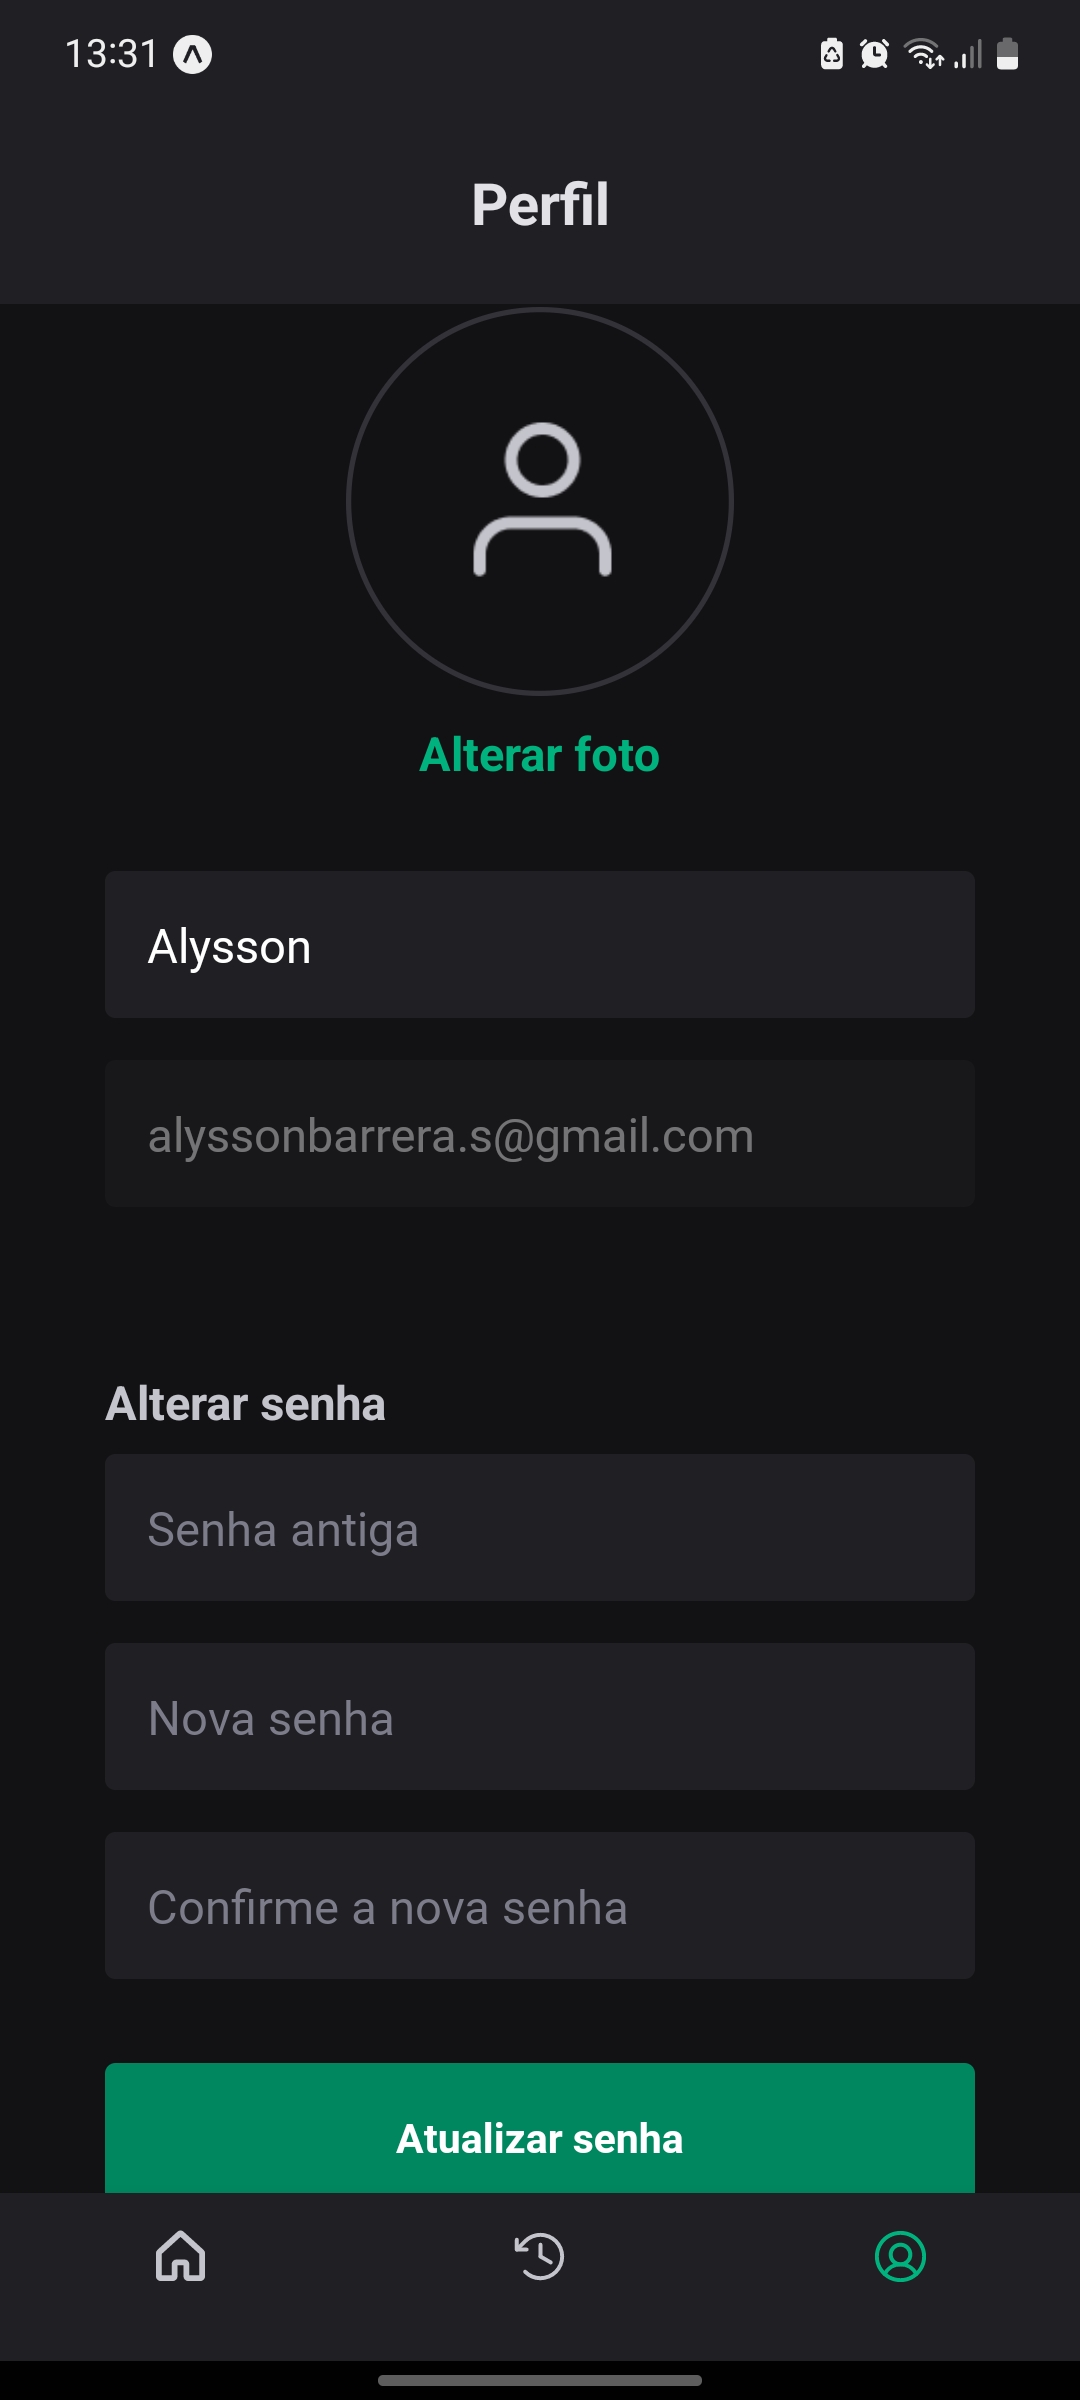 13:31
Perfil
Alterar foto
Alysson
alyssonbarrera.s@gmail.com
Alterar senha
Senha antiga
Nova senha
Confirme a nova senha
Atualizar senha